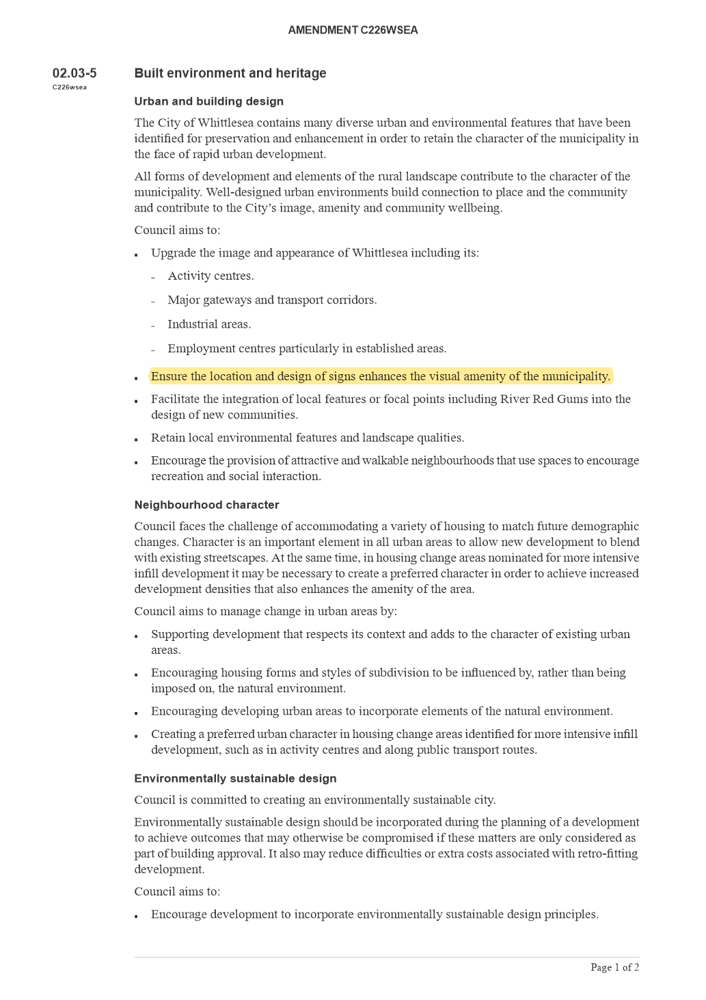 AMENDMENT C226WSEA
02.03-5 Built environment and heritage
C226wsea
Urban and building design
The City of Whittlesea contains many diverse urban and environmental features that have been
identified for preservation and enhancement in order to retain the character of the municipality in
the face of rapid urban development.
All forms of development and elements of the rural landscape contribute to the character of the
municipality. Well-designed urban environments build connection to place and the community
and contribute to the City’s image, amenity and community wellbeing.
Council aims to:
▪ Upgrade the image and appearance of Whittlesea including its:
– Activity centres.
– Major gateways and transport corridors.
– Industrial areas.
– Employment centres particularly in established areas.
▪ Ensure the location and design of signs enhances the visual amenity of the municipality.
▪ Facilitate the integration of local features or focal points including River Red Gums into the
design of new communities.
▪ Retain local environmental features and landscape qualities.
▪ Encourage the provision of attractive and walkable neighbourhoods that use spaces to encourage
recreation and social interaction.
Neighbourhood character
Council faces the challenge of accommodating a variety of housing to match future demographic
changes. Character is an important element in all urban areas to allow new development to blend
with existing streetscapes. At the same time, in housing change areas nominated for more intensive
infill development it may be necessary to create a preferred character in order to achieve increased
development densities that also enhances the amenity of the area.
Council aims to manage change in urban areas by:
▪ Supporting development that respects its context and adds to the character of existing urban
areas.
▪ Encouraging housing forms and styles of subdivision to be influenced by, rather than being
imposed on, the natural environment.
▪ Encouraging developing urban areas to incorporate elements of the natural environment.
▪ Creating a preferred urban character in housing change areas identified for more intensive infill
development, such as in activity centres and along public transport routes.
Environmentally sustainable design
Council is committed to creating an environmentally sustainable city.
Environmentally sustainable design should be incorporated during the planning of a development
to achieve outcomes that may otherwise be compromised if these matters are only considered as
part of building approval. It also may reduce difficulties or extra costs associated with retro-fitting
development.
Council aims to:
▪ Encourage development to incorporate environmentally sustainable design principles.
Page 1 of 2